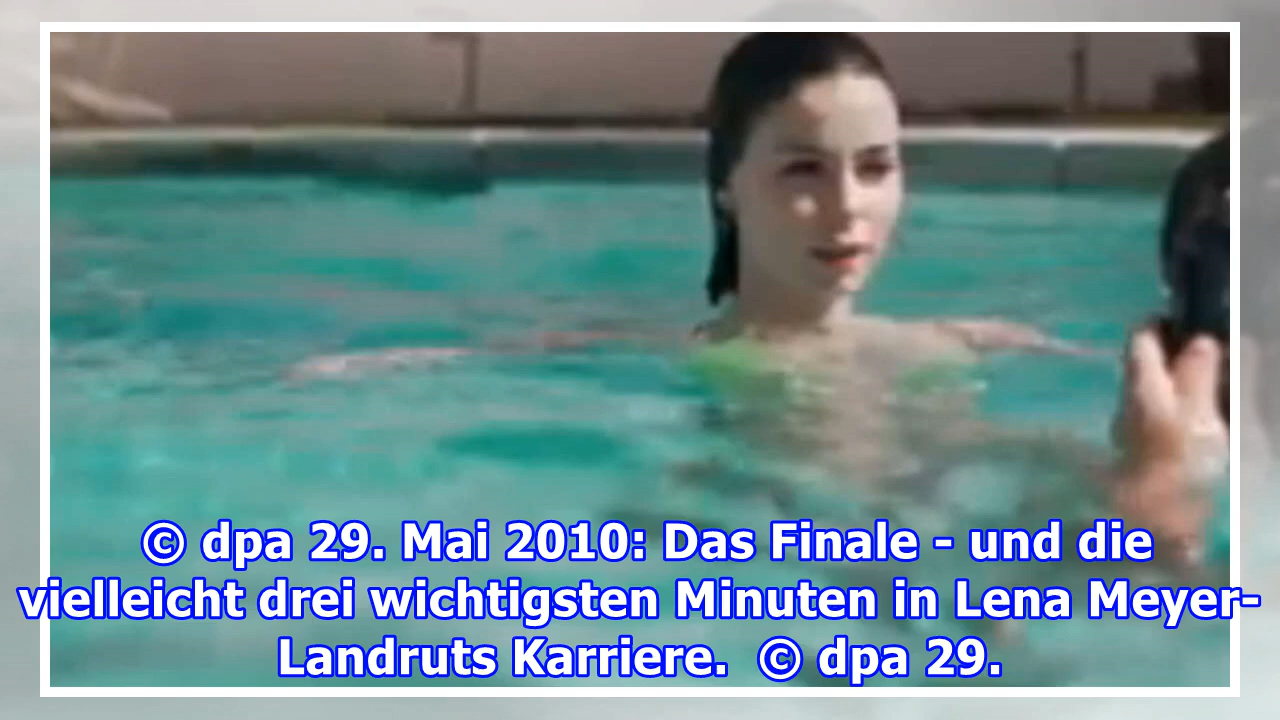 © dpa 29. Mai 2010: Das Finale - und die
vielleicht drei wichtigsten Minuten in Lena Meyer-
Landruts Karriere.  © dpa 29.